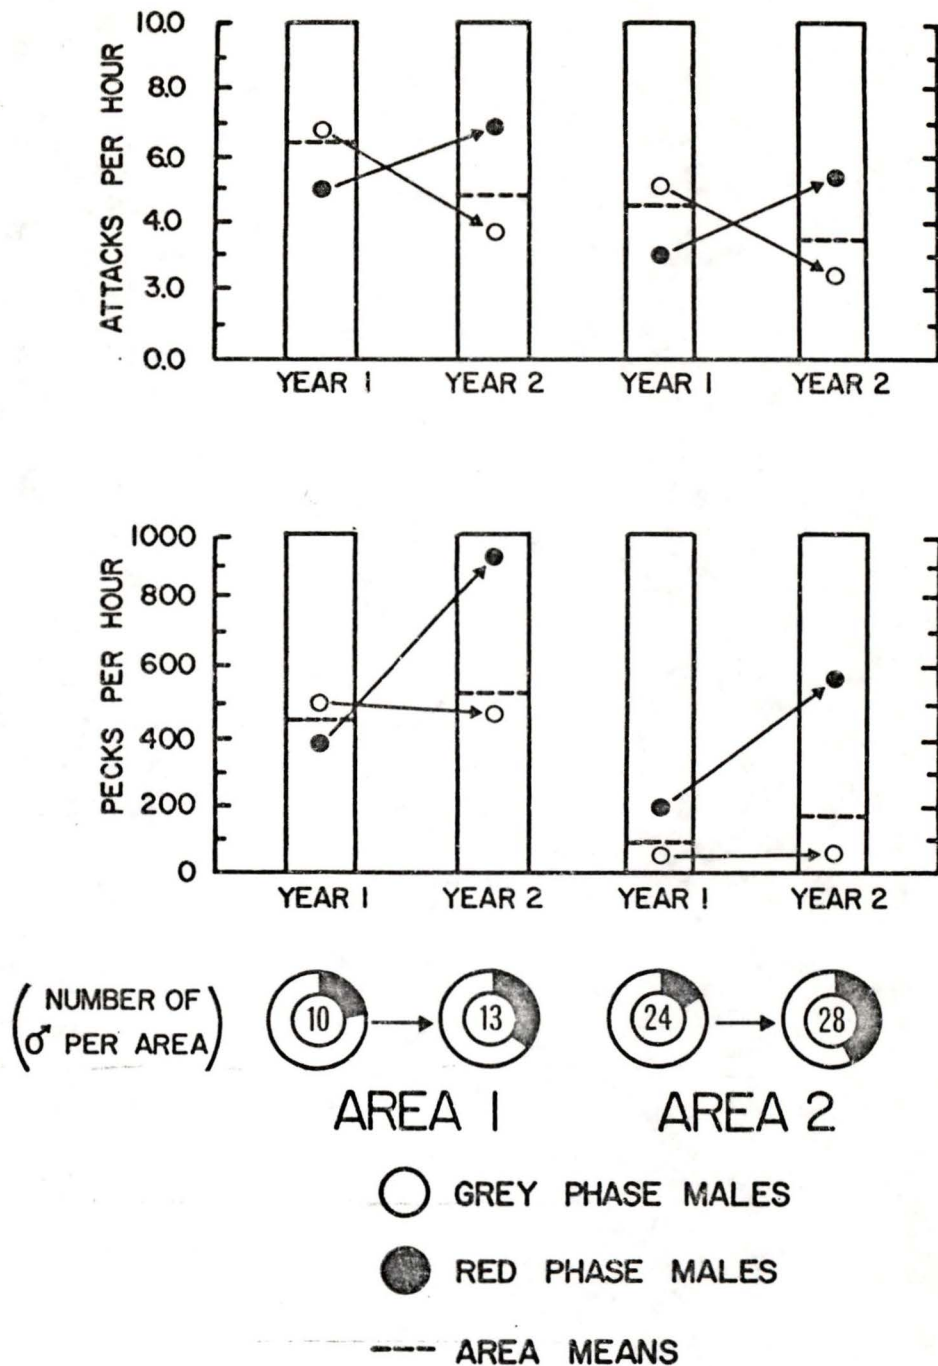 ATTACKS PER HOUR
10.0
8.0
6.0
4.0
3.0
0.0
YEAR 1 YEAR 2 YEAR 1 YEAR 2
PECKS PER HOUR
1000
800
600
400
200
0
YEAR 1 YEAR 2 YEAR 1 YEAR 2
(NUMBER OF
♂ PER AREA)
10 13 24 28
AREA 1 AREA 2
GREY PHASE MALES
RED PHASE MALES
--- AREA MEANS